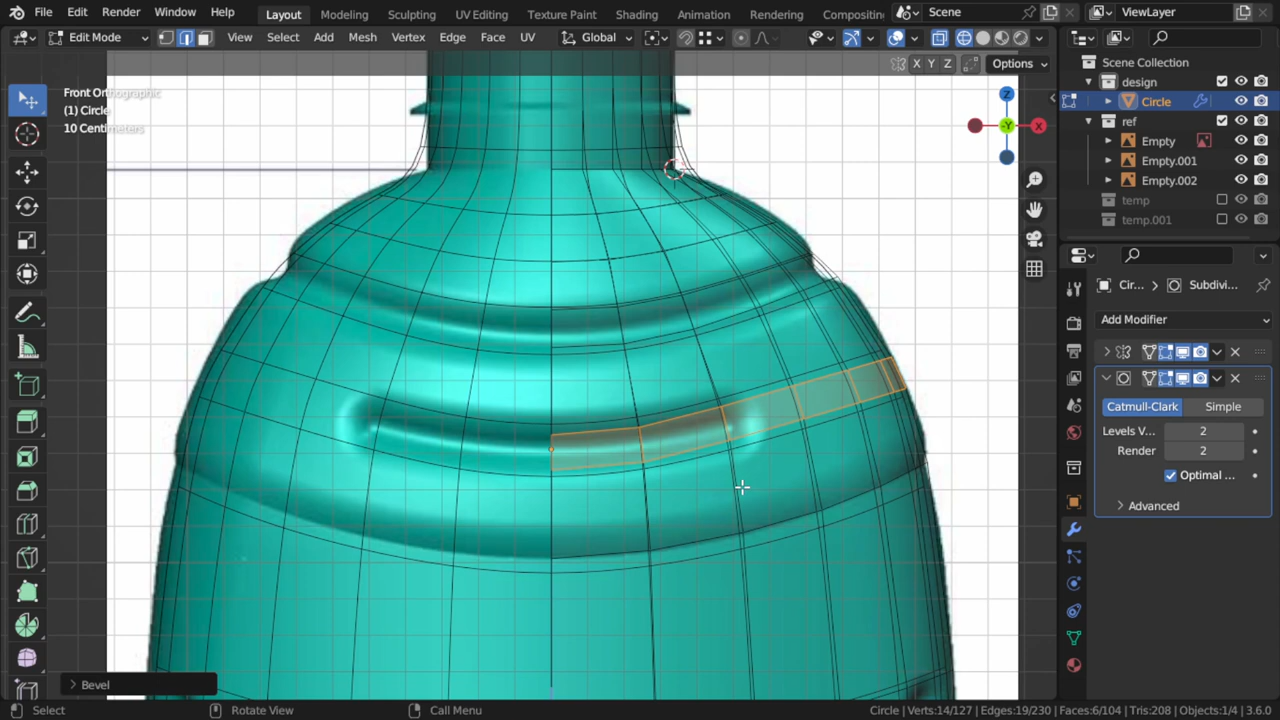 File Edit Render Window Help Layout Modeling Sculpting UV Editing Texture Paint Shading Animation Rendering Compositin Scene ViewLayer
Edit Mode View Select Add Mesh Vertex Edge Face UV Global
X Y Z Options
Front Orthographic
(1) Circle
10 Centimeters
Z
-Y
X
Scene Collection
design
Circle
ref
Empty
Empty.001
Empty.002
temp
temp.001
Cir... > Subdivi...
Add Modifier
Catmull-Clark Simple
Levels V... 2
Render 2
Optimal ...
Advanced
Bevel
Select Rotate View Call Menu Circle | Verts:14/127 | Edges:19/230 | Faces:6/104 | Tris:208 | Objects:1/4 | 3.6.0